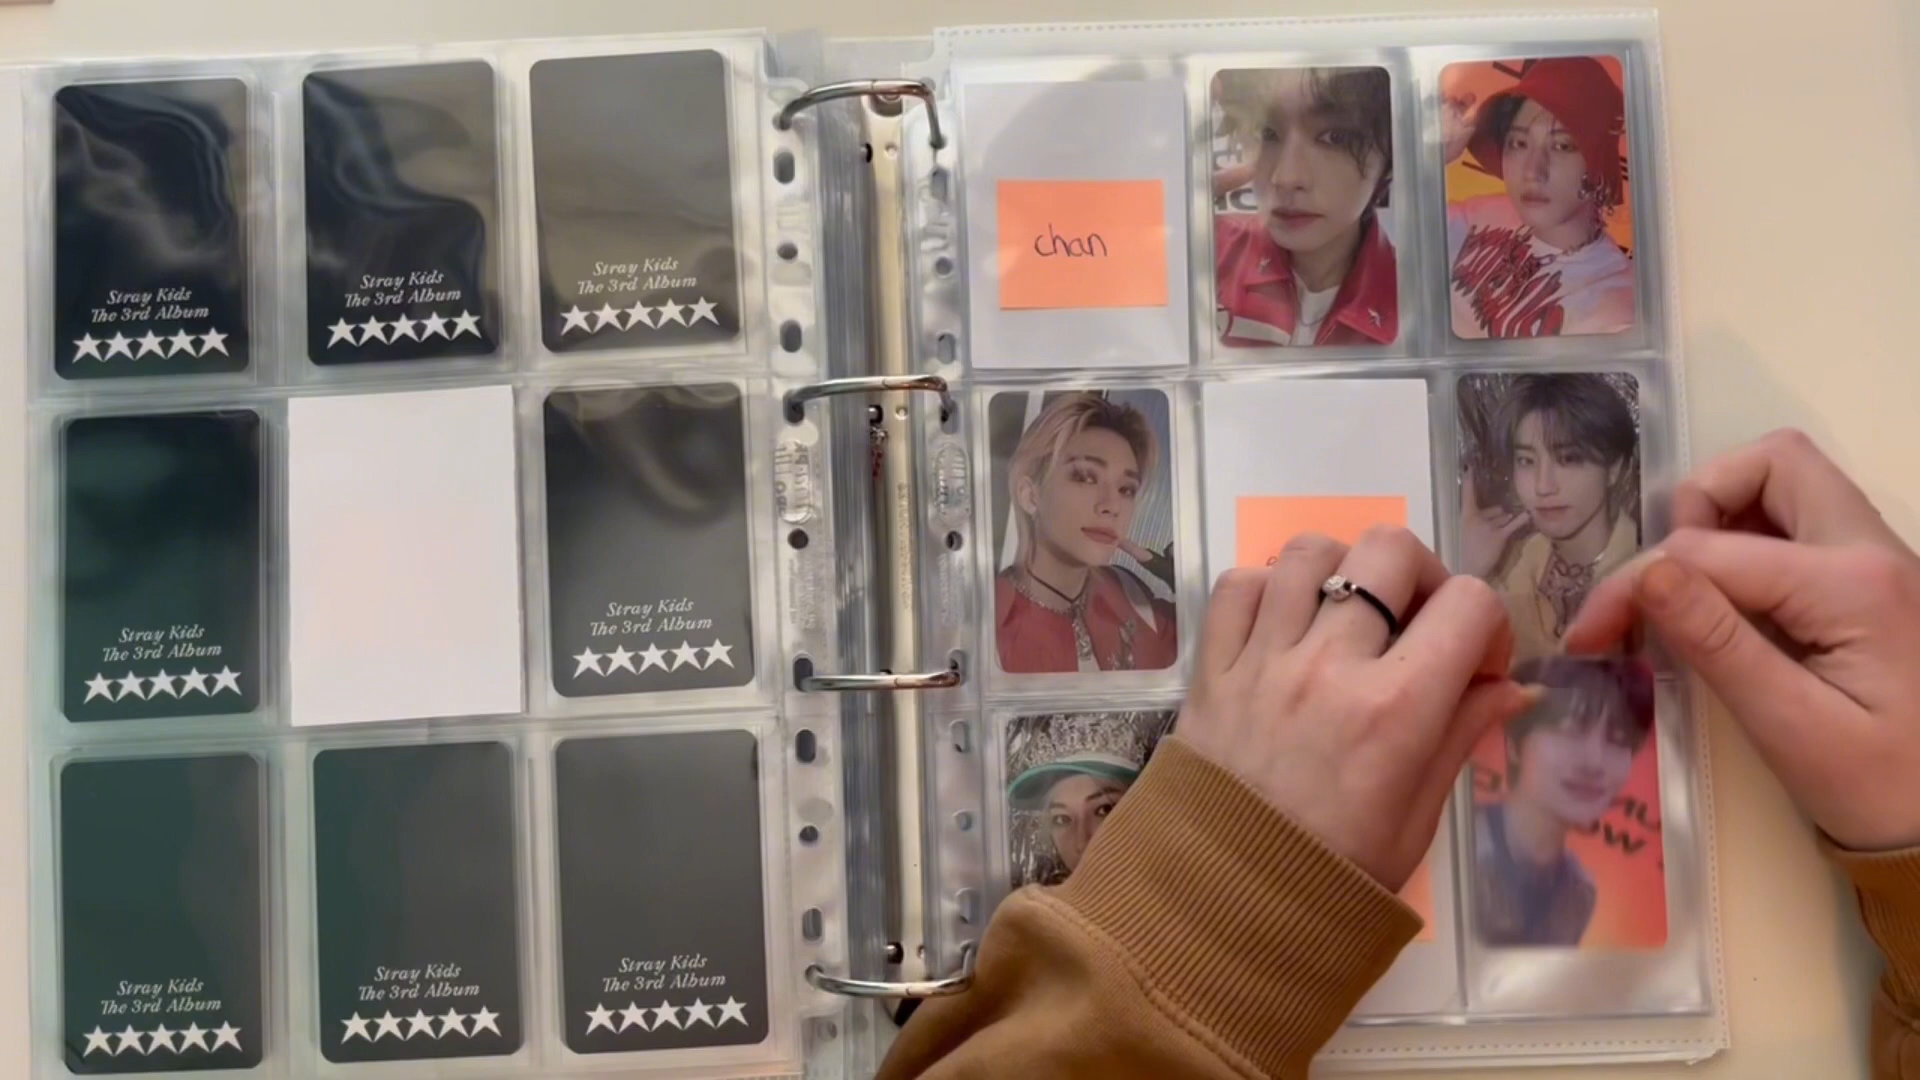 Stray Kids
The 3rd Album
★★★★★
Stray Kids
The 3rd Album
★★★★★
Stray Kids
The 3rd Album
★★★★★
chan
Stray Kids
The 3rd Album
★★★★★
Stray Kids
The 3rd Album
★★★★★
Stray Kids
The 3rd Album
★★★★★
Stray Kids
The 3rd Album
★★★★★
Stray Kids
The 3rd Album
★★★★★